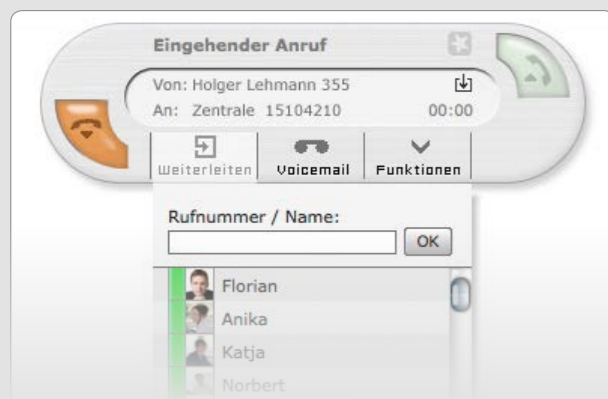 Eingehender Anruf
Von: Holger Lehmann 355
An: Zentrale 15104210 00:00
Weiterleiten Voicemail Funktionen
Rufnummer / Name:
OK
Florian
Anika
Katja
Norbert